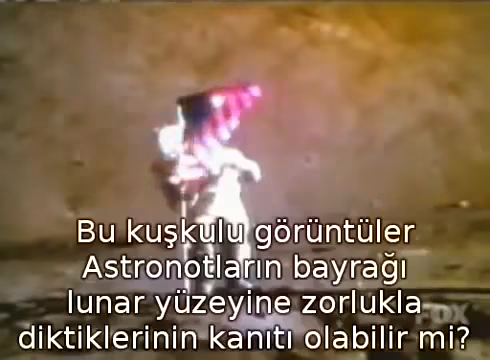 Bu kuşkulu görüntüler
Astronotların bayrağı
lunar yüzeyine zorlukla
diktiklerinin kanıtı olabilir mi?